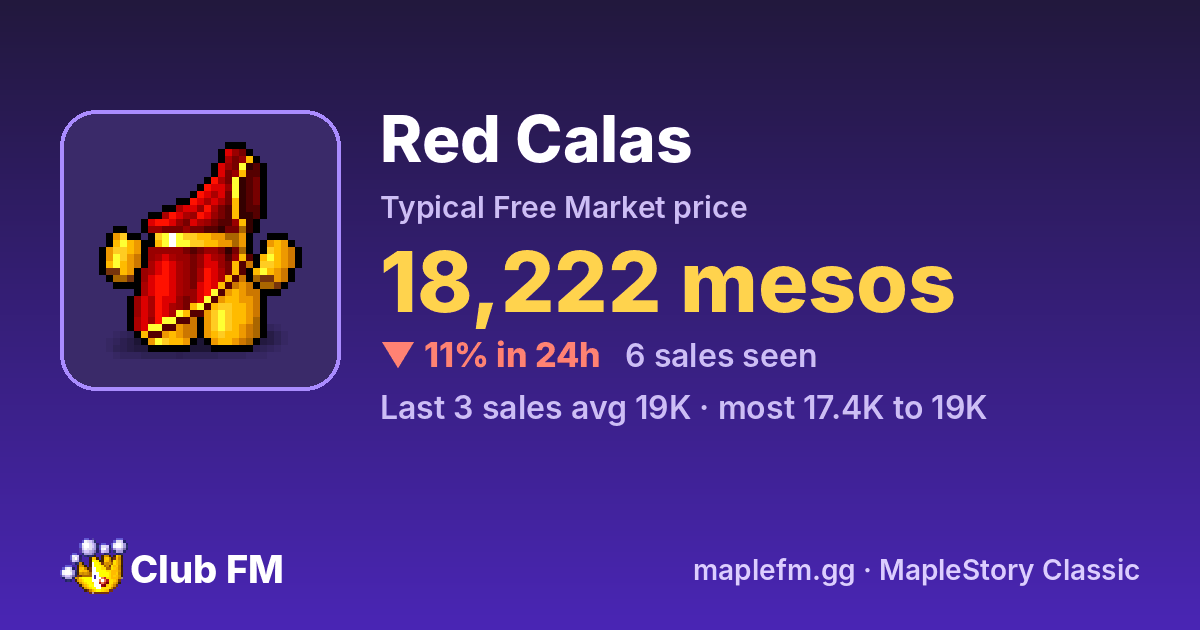 Red Calas
Typical Free Market price
18,222 mesos
▼ 11% in 24h 6 sales seen
Last 3 sales avg 19K · most 17.4K to 19K
Club FM
maplefm.gg · MapleStory Classic